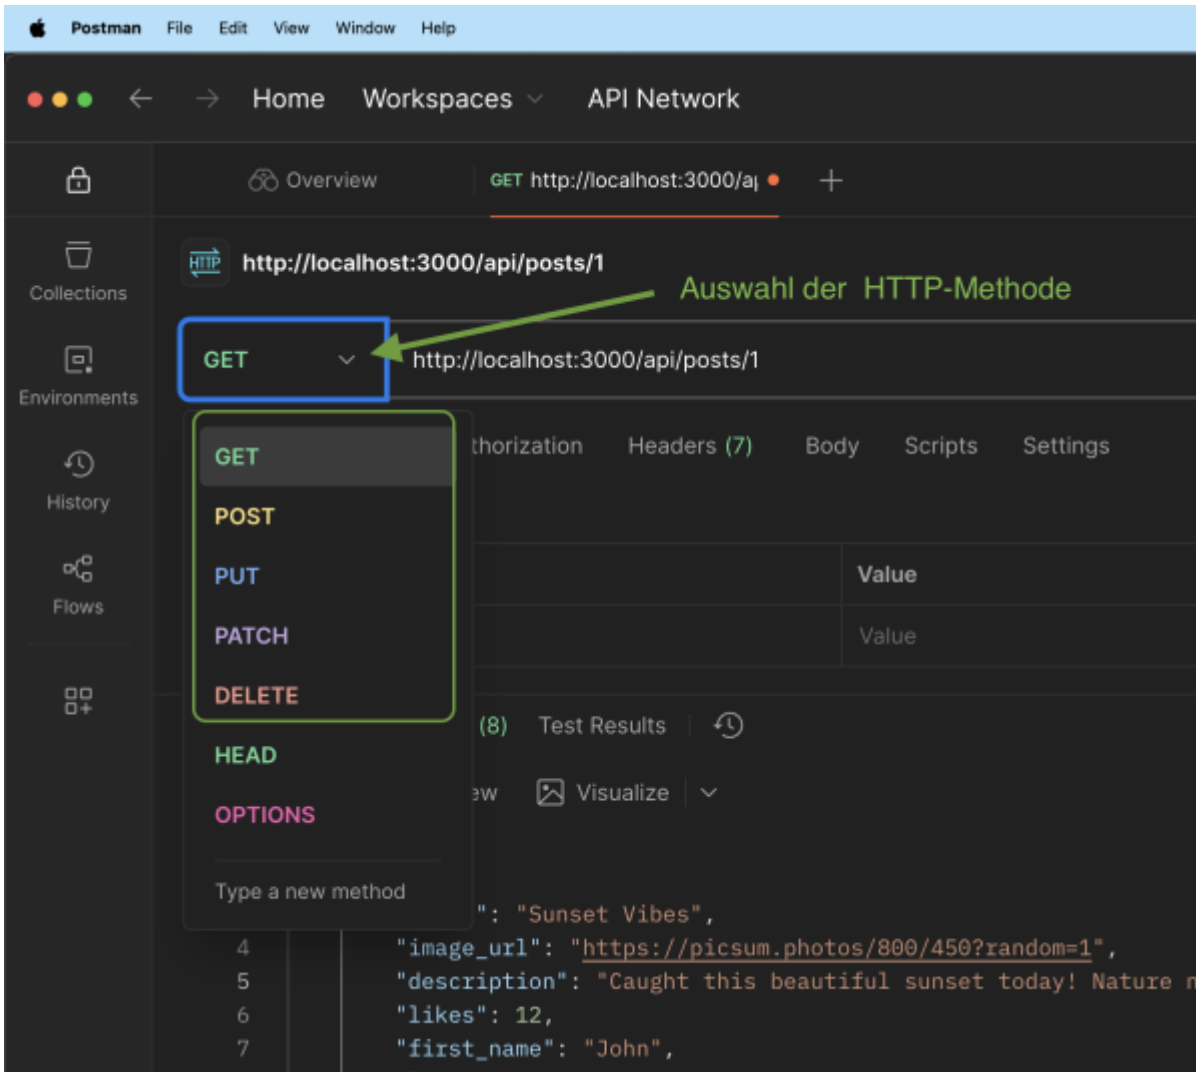 Postman File Edit View Window Help
Home Workspaces API Network
Overview GET http://localhost:3000/a
HTTP http://localhost:3000/api/posts/1
Auswahl der HTTP-Methode
Collections
GET http://localhost:3000/api/posts/1
Environments
thorization Headers (7) Body Scripts Settings
GET
History
POST
PUT
Value
Flows
PATCH
Value
DELETE
(8) Test Results
HEAD
ew Visualize
OPTIONS
Type a new method
": "Sunset Vibes",
4 "image_url": "https://picsum.photos/800/450?random=1",
5 "description": "Caught this beautiful sunset today! Nature
6 "likes": 12,
7 "first_name": "John",